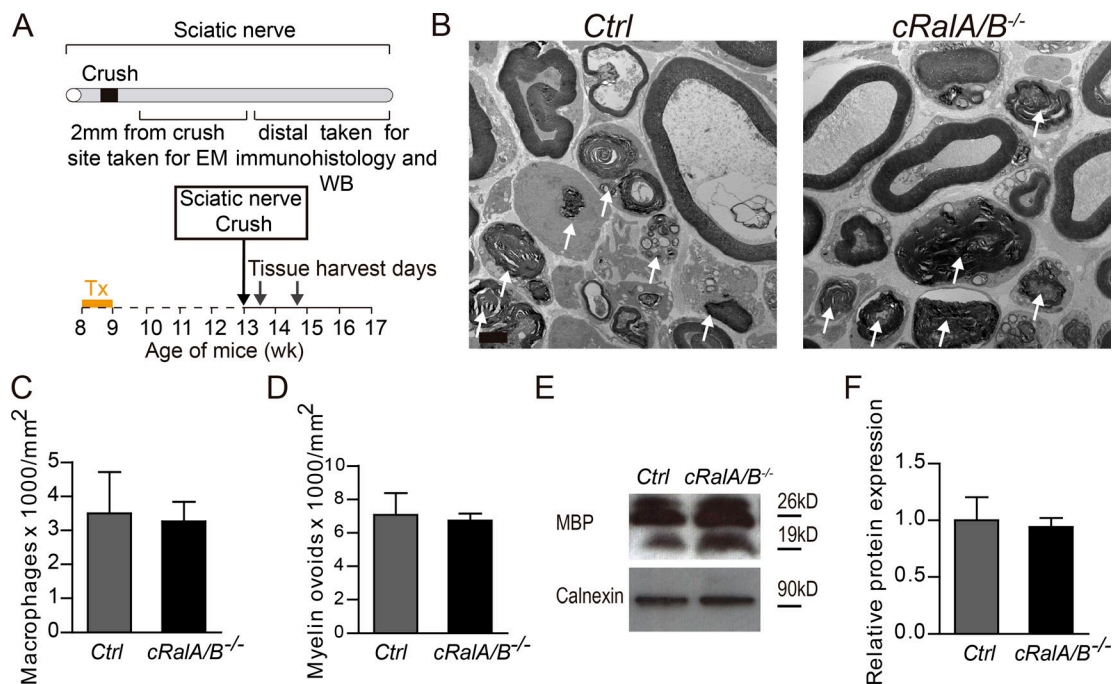 A
Sciatic nerve
Crush
2mm from crush distal taken for
site taken for EM immunohistology and
WB
Sciatic nerve
Crush
Tissue harvest days
Tx
8 9 10 11 12 13 14 15 16 17
Age of mice (wk)
B
Ctrl
cRalA/B-/-
C
Macrophages x 1000/mm2
5
4
3
2
1
0
Ctrl cRalA/B-/-
D
Myelin ovoids x 1000/mm2
10
8
6
4
2
0
Ctrl cRalA/B-/-
E
Ctrl cRalA/B-/-
MBP
26kD
19kD
Calnexin
90kD
F
Relative protein expression
1.5
1.0
0.5
0.0
Ctrl cRalA/B-/-